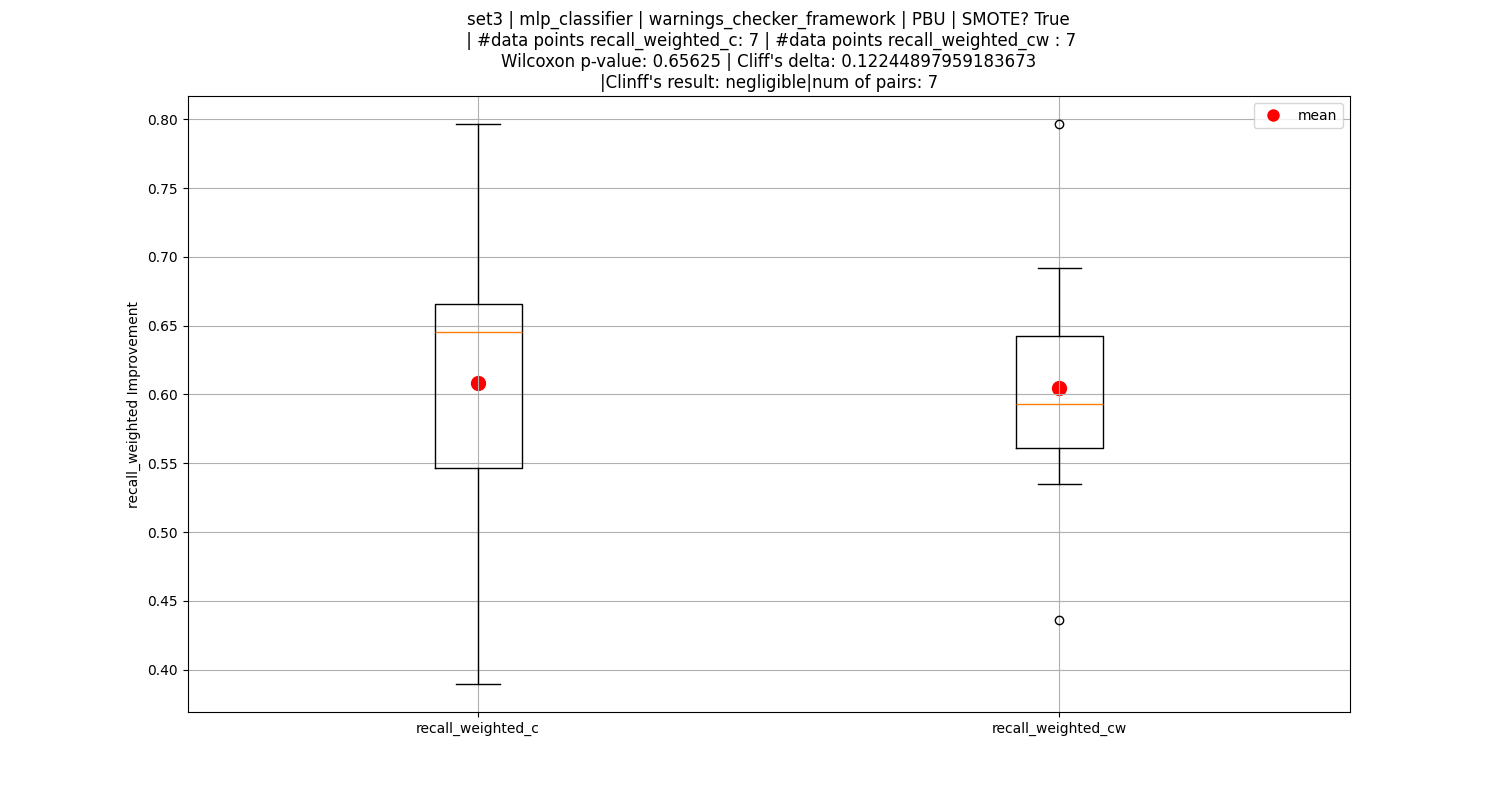 set3 | mlp_classifier | warnings_checker_framework | PBU | SMOTE? True
| #data points recall_weighted_c: 7 | #data points recall_weighted_cw : 7
Wilcoxon p-value: 0.65625 | Cliff's delta: 0.12244897959183673
|Clinff's result: negligible|num of pairs: 7
mean
0.80
0.75
0.70
0.65
0.60
0.55
0.50
0.45
0.40
recall_weighted Improvement
recall_weighted_c
recall_weighted_cw